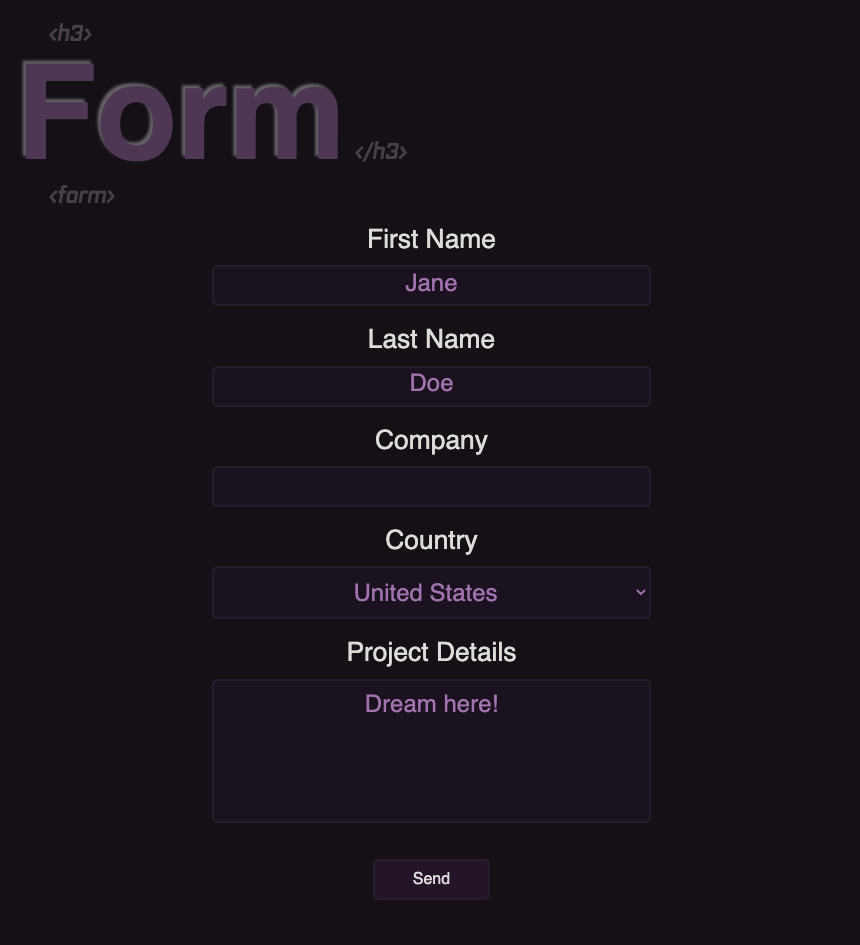 <h3>
Form </h3>
<form>
First Name
Jane
Last Name
Doe
Company
Country
United States
Project Details
Dream here!
Send